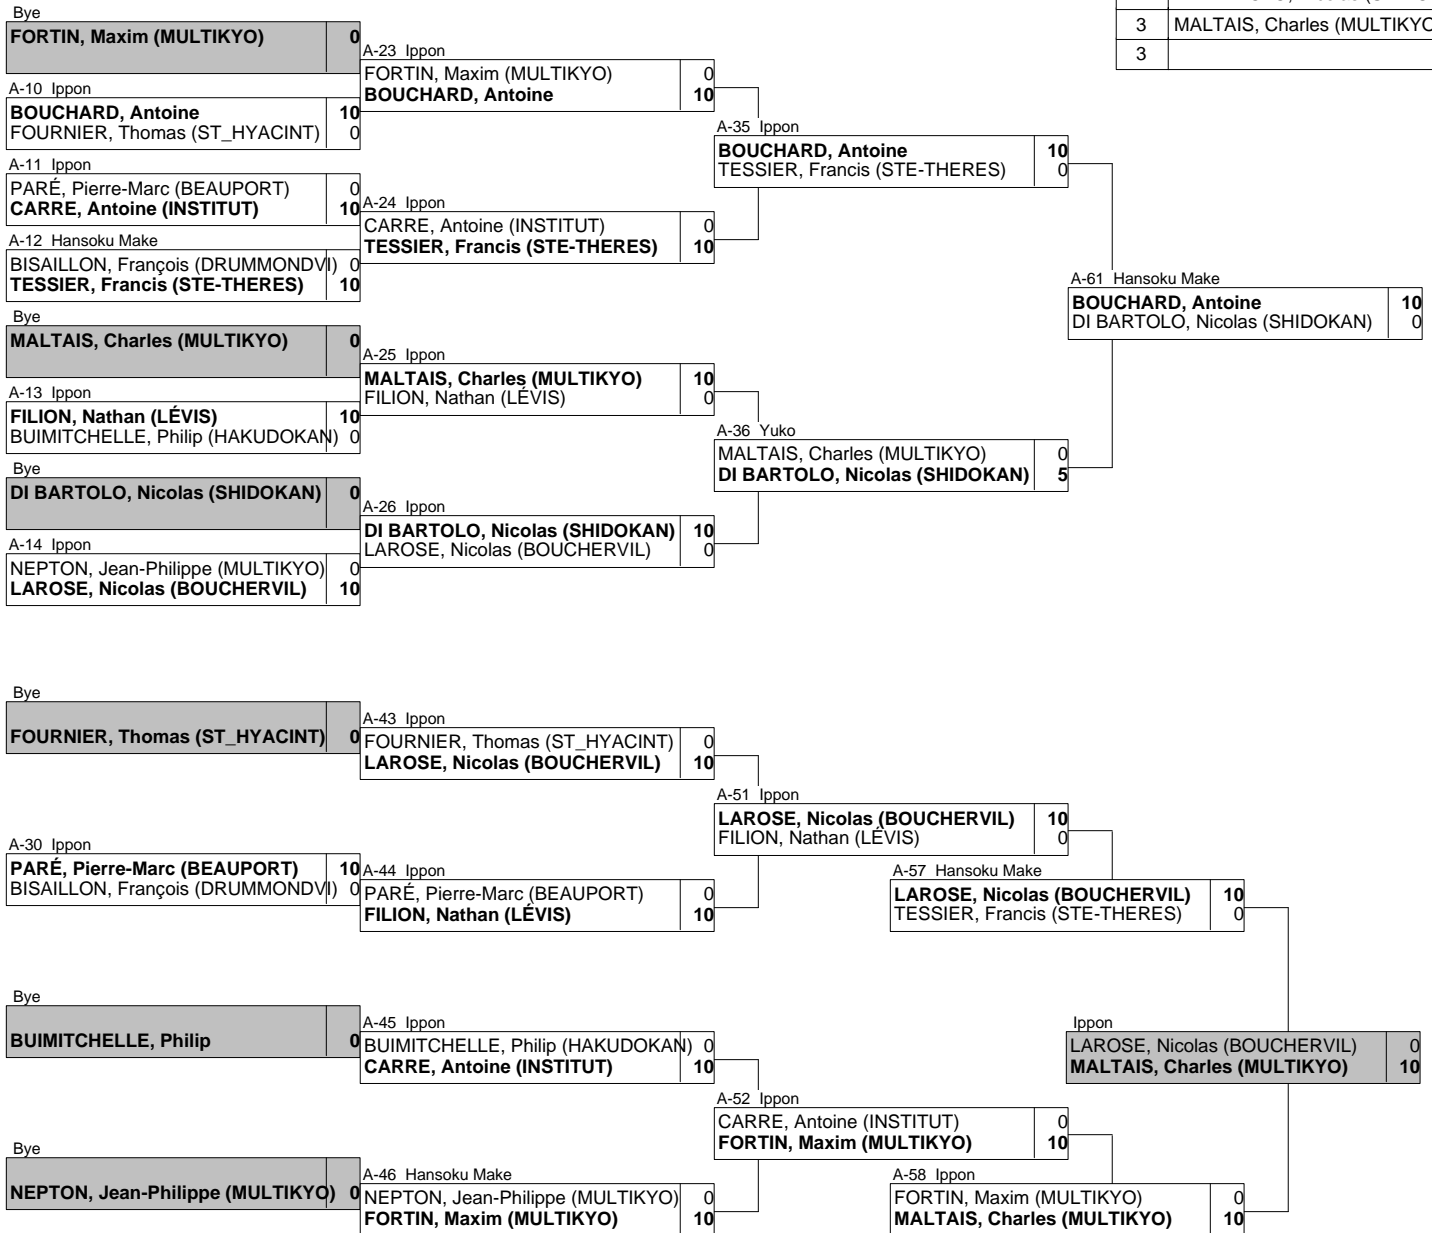 Bye
FORTIN, Maxim (MULTIKYO) 0
A-10 Ippon
BOUCHARD, Antoine 10
FOURNIER, Thomas (ST_HYACINT) 0
A-11 Ippon
PARÉ, Pierre-Marc (BEAUPORT) 0
CARRE, Antoine (INSTITUT) 10
A-12 Hansoku Make
BISAILLON, François (DRUMMONDVI) 0
TESSIER, Francis (STE-THERES) 10
Bye
MALTAIS, Charles (MULTIKYO) 0
A-13 Ippon
FILION, Nathan (LÉVIS) 10
BUIMITCHELLE, Philip (HAKUDOKAN) 0
Bye
DI BARTOLO, Nicolas (SHIDOKAN) 0
A-14 Ippon
NEPTON, Jean-Philippe (MULTIKYO) 0
LAROSE, Nicolas (BOUCHERVIL) 10
A-23 Ippon
FORTIN, Maxim (MULTIKYO) 0
BOUCHARD, Antoine 10
A-24 Ippon
CARRE, Antoine (INSTITUT) 0
TESSIER, Francis (STE-THERES) 10
A-25 Ippon
MALTAIS, Charles (MULTIKYO) 10
FILION, Nathan (LÉVIS) 0
A-26 Ippon
DI BARTOLO, Nicolas (SHIDOKAN) 10
LAROSE, Nicolas (BOUCHERVIL) 0
A-35 Ippon
BOUCHARD, Antoine 10
TESSIER, Francis (STE-THERES) 0
A-36 Yuko
MALTAIS, Charles (MULTIKYO) 0
DI BARTOLO, Nicolas (SHIDOKAN) 5
3 MALTAIS, Charles (MULTIKYO
3
A-61 Hansoku Make
BOUCHARD, Antoine 10
DI BARTOLO, Nicolas (SHIDOKAN) 0
Bye
FOURNIER, Thomas (ST_HYACINT) 0
A-30 Ippon
PARÉ, Pierre-Marc (BEAUPORT) 10
BISAILLON, François (DRUMMONDVI) 0
Bye
BUIMITCHELLE, Philip 0
Bye
NEPTON, Jean-Philippe (MULTIKYO) 0
A-43 Ippon
FOURNIER, Thomas (ST_HYACINT) 0
LAROSE, Nicolas (BOUCHERVIL) 10
A-44 Ippon
PARÉ, Pierre-Marc (BEAUPORT) 0
FILION, Nathan (LÉVIS) 10
A-45 Ippon
BUIMITCHELLE, Philip (HAKUDOKAN) 0
CARRE, Antoine (INSTITUT) 10
A-46 Hansoku Make
NEPTON, Jean-Philippe (MULTIKYO) 0
FORTIN, Maxim (MULTIKYO) 10
A-51 Ippon
LAROSE, Nicolas (BOUCHERVIL) 10
FILION, Nathan (LÉVIS) 0
A-52 Ippon
CARRE, Antoine (INSTITUT) 0
FORTIN, Maxim (MULTIKYO) 10
A-57 Hansoku Make
LAROSE, Nicolas (BOUCHERVIL) 10
TESSIER, Francis (STE-THERES) 0
A-58 Ippon
FORTIN, Maxim (MULTIKYO) 0
MALTAIS, Charles (MULTIKYO) 10
Ippon
LAROSE, Nicolas (BOUCHERVIL) 0
MALTAIS, Charles (MULTIKYO) 10